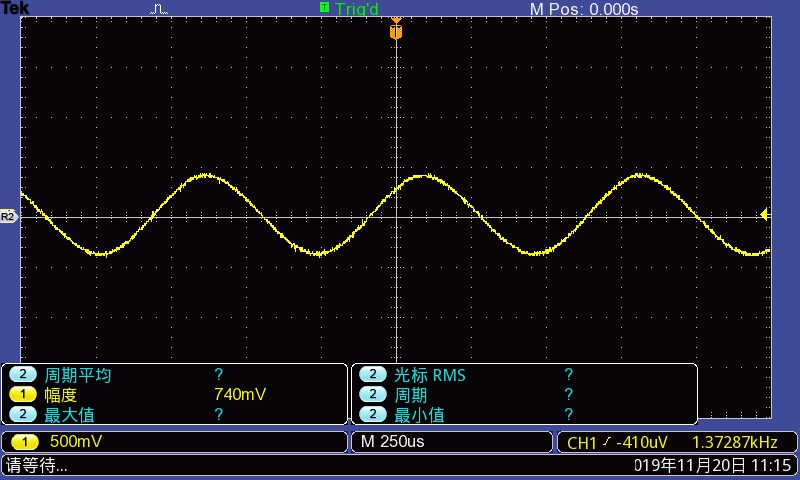 Tek T Trig'd M Pos: 0.000s
T
R2
2 周期平均 ? 2 光标 RMS ?
1 幅度 740mV 2 周期 ?
2 最大值 ? 2 最小值 ?
1 500mV M 250us CH1 -410uV 1.37287kHz
请等待... 019年11月20日 11:15